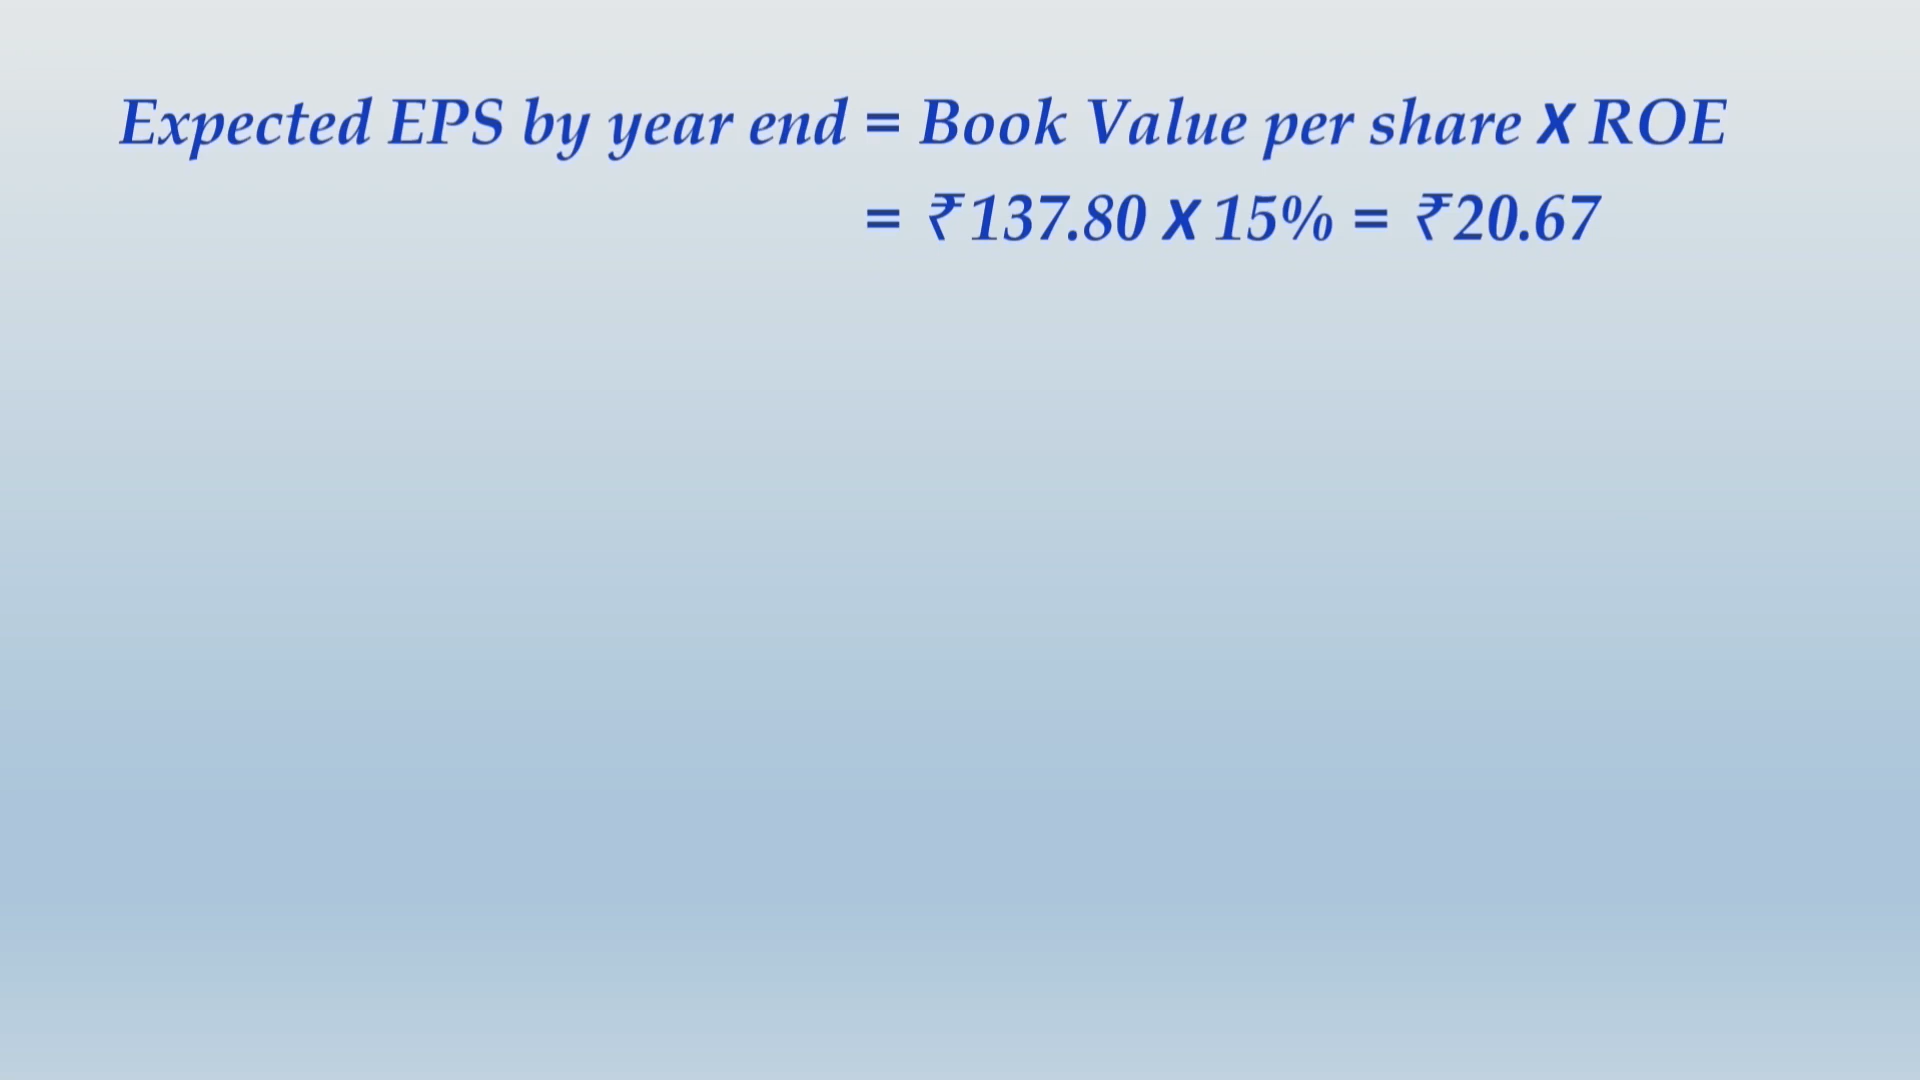 Expected EPS by year end = Book Value per share x ROE
= ₹137.80 x 15% = ₹20.67